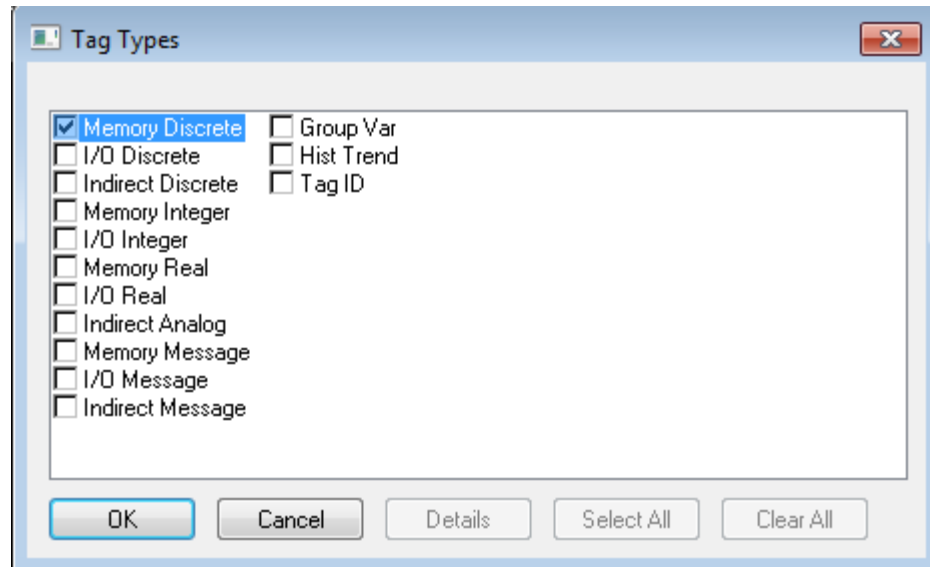 Tag Types
Memory Discrete
I/O Discrete
Indirect Discrete
Memory Integer
I/O Integer
Memory Real
I/O Real
Indirect Analog
Memory Message
I/O Message
Indirect Message
Group Var
Hist Trend
Tag ID
OK Cancel Details Select All Clear All